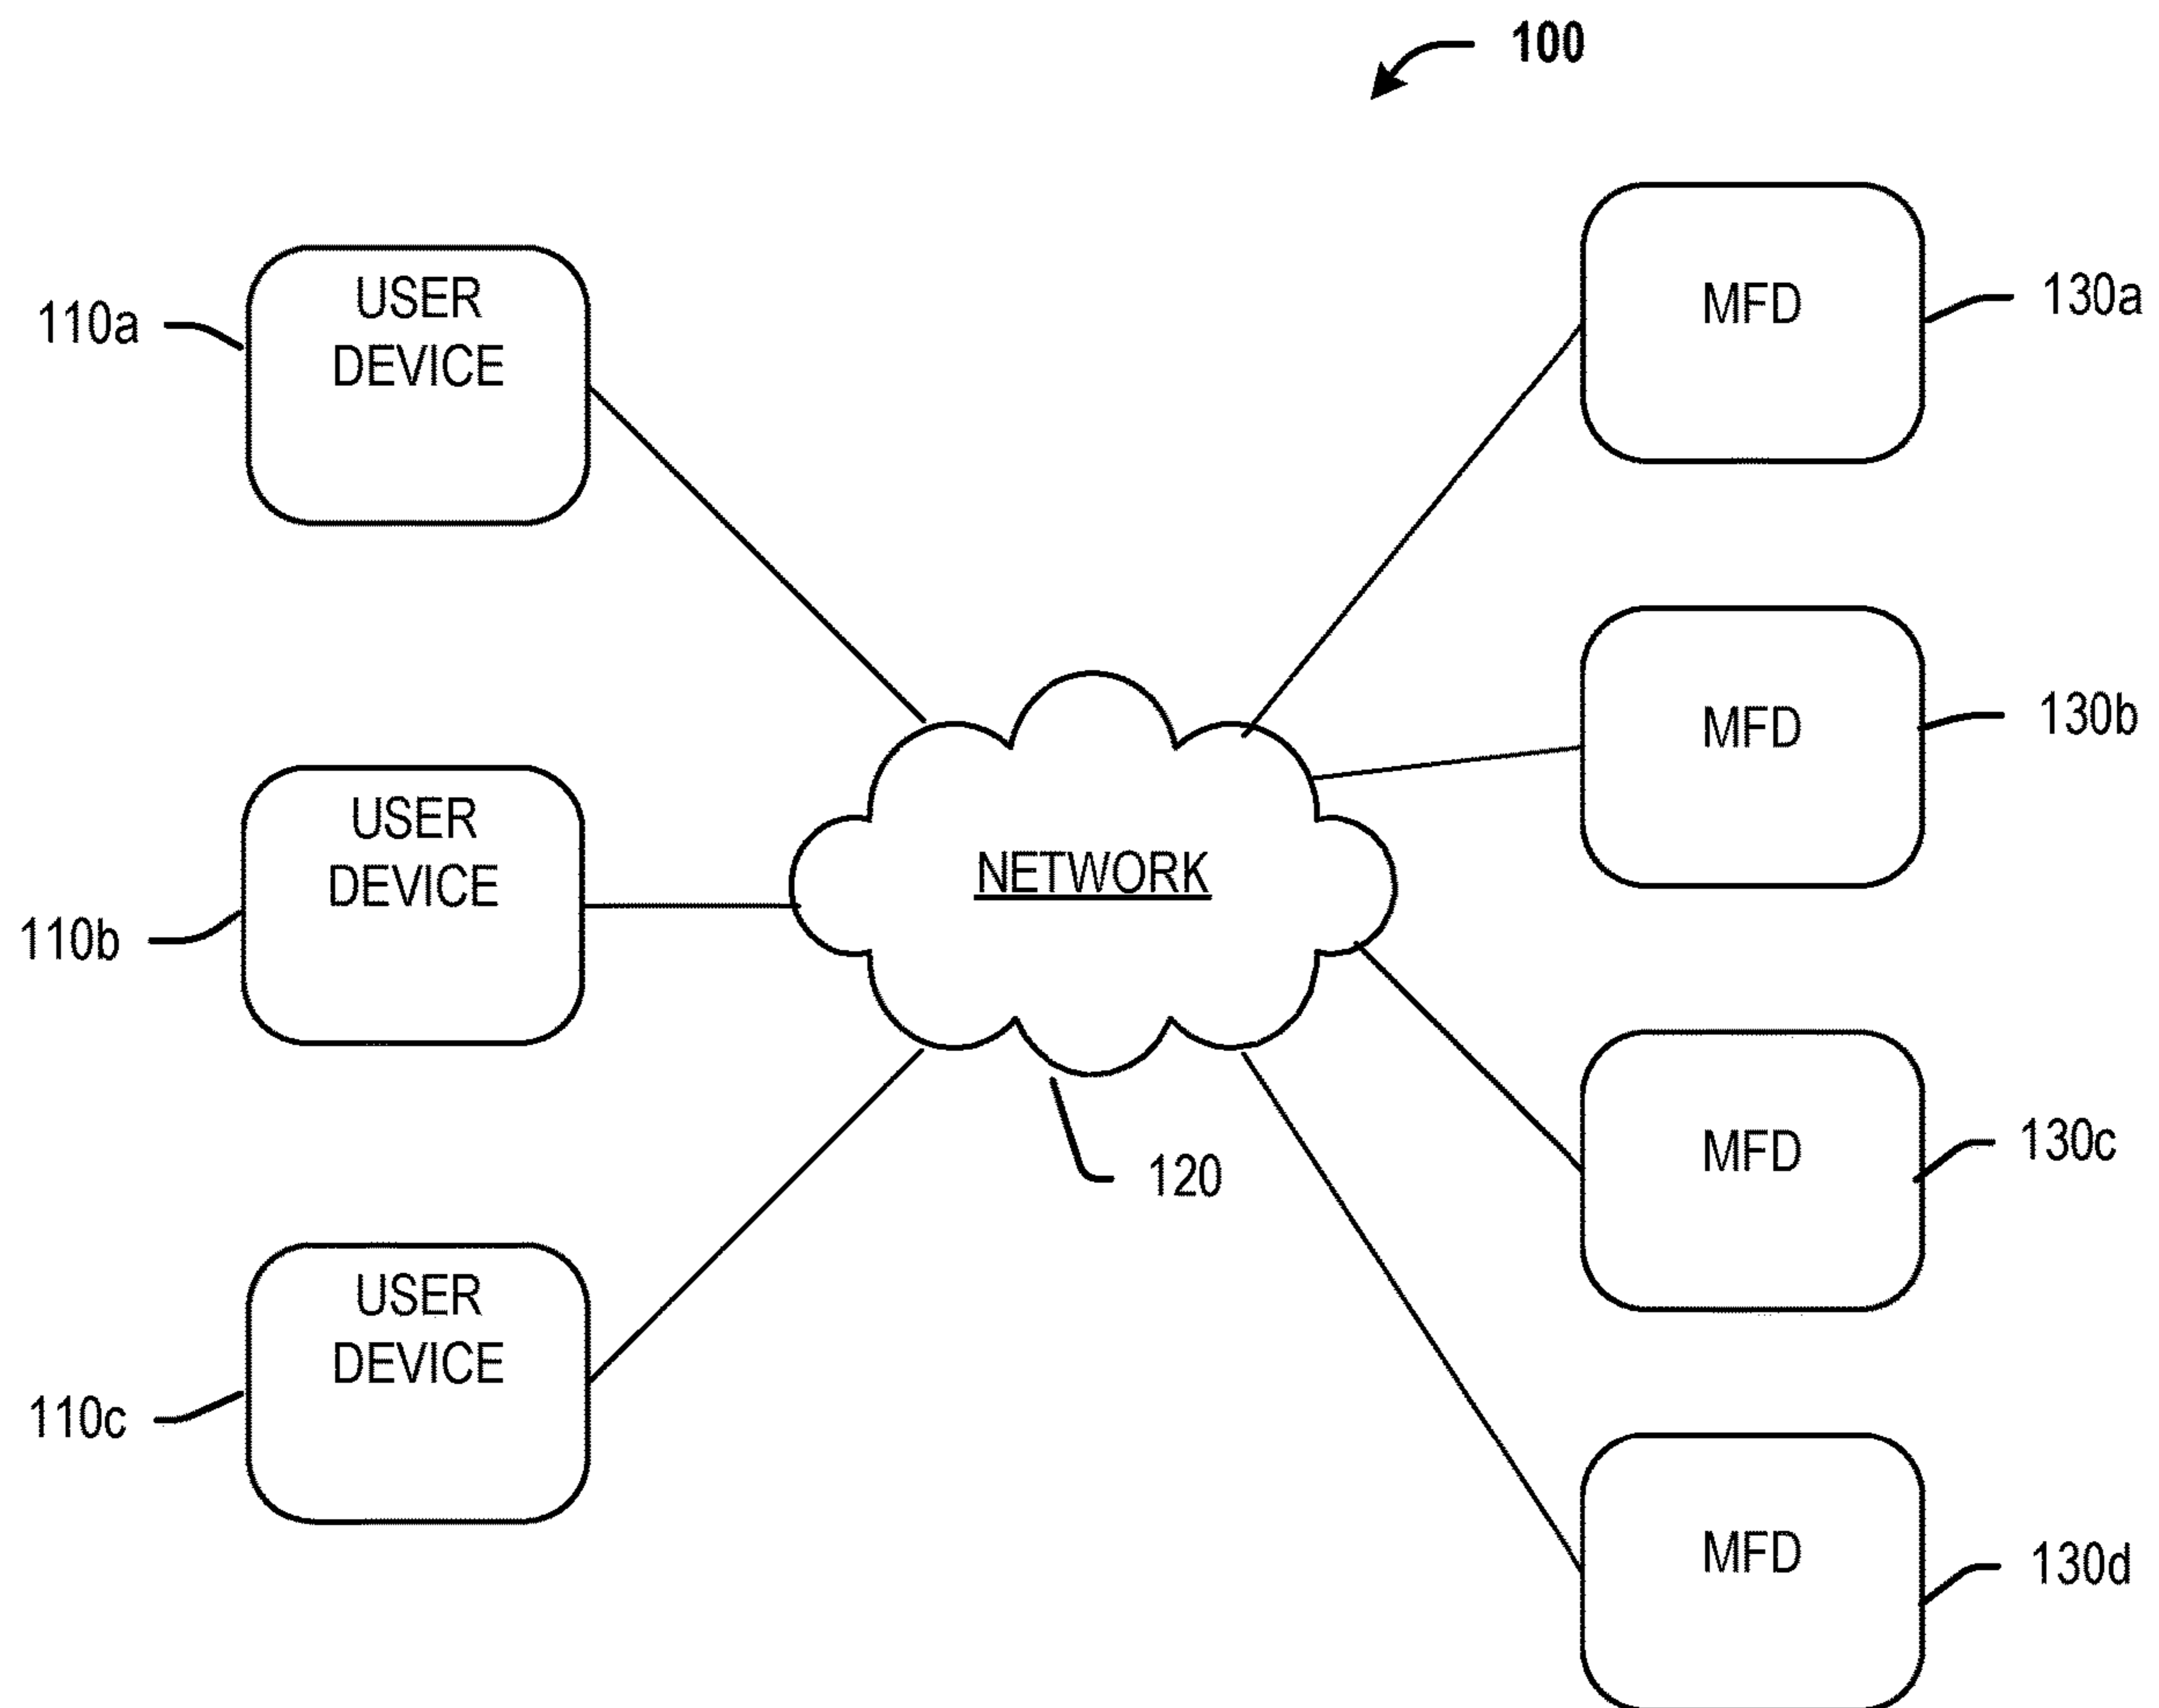 100
USER
DEVICE
110a
MFD
130a
USER
DEVICE
110b
NETWORK
120
MFD
130b
MFD
130c
USER
DEVICE
110c
MFD
130d